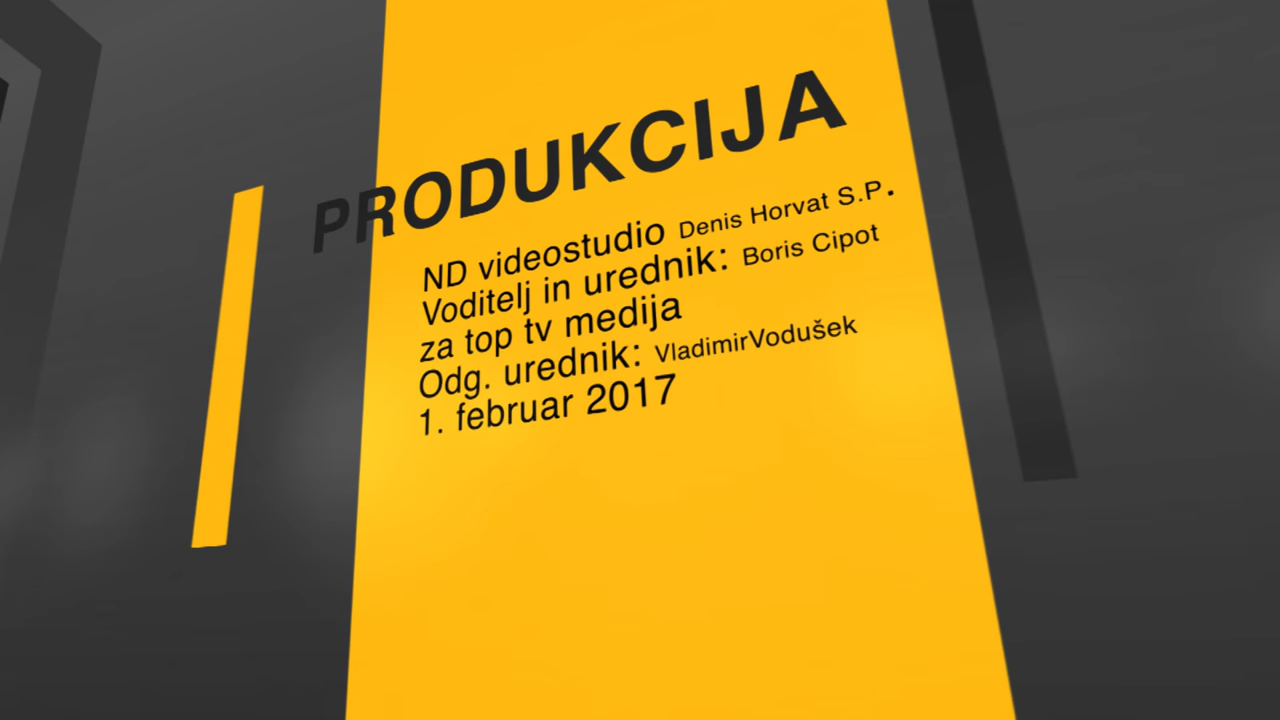 PRODUKCIJA
ND videostudio Denis Horvat S.P.
Voditelj in urednik: Boris Cipot
za top tv medija
Odg. urednik: VladimirVodušek
1. februar 2017